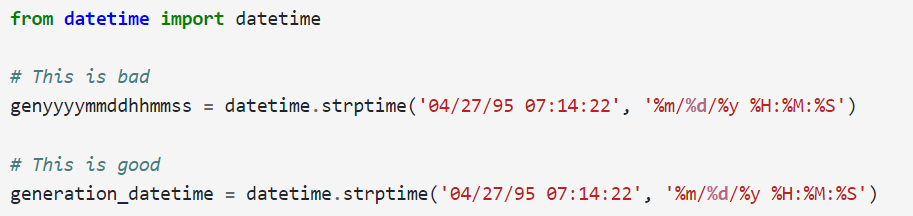 from datetime import datetime
# This is bad
genyyyymmddhhmmss = datetime.strptime('04/27/95 07:14:22', '%m/%d/%y %H:%M:%S')
# This is good
generation_datetime = datetime.strptime('04/27/95 07:14:22', '%m/%d/%y %H:%M:%S')